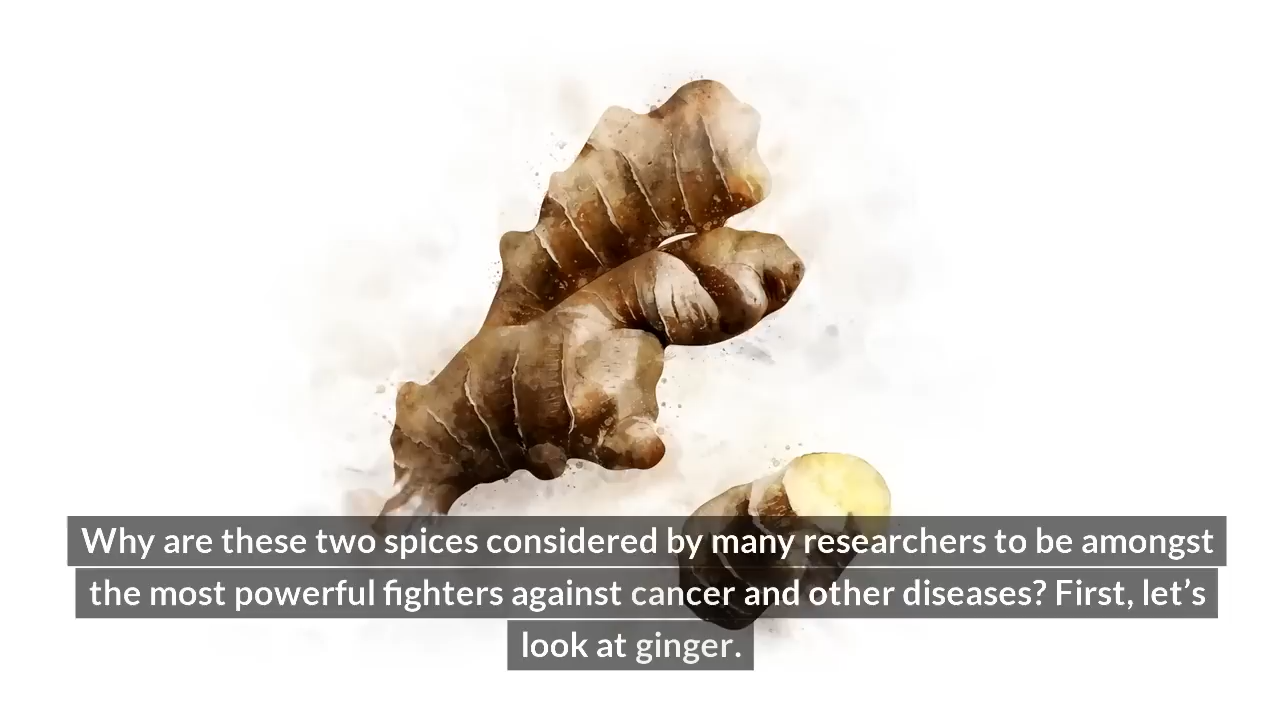 Why are these two spices considered by many researchers to be amongst
the most powerful fighters against cancer and other diseases? First, let’s
look at ginger.